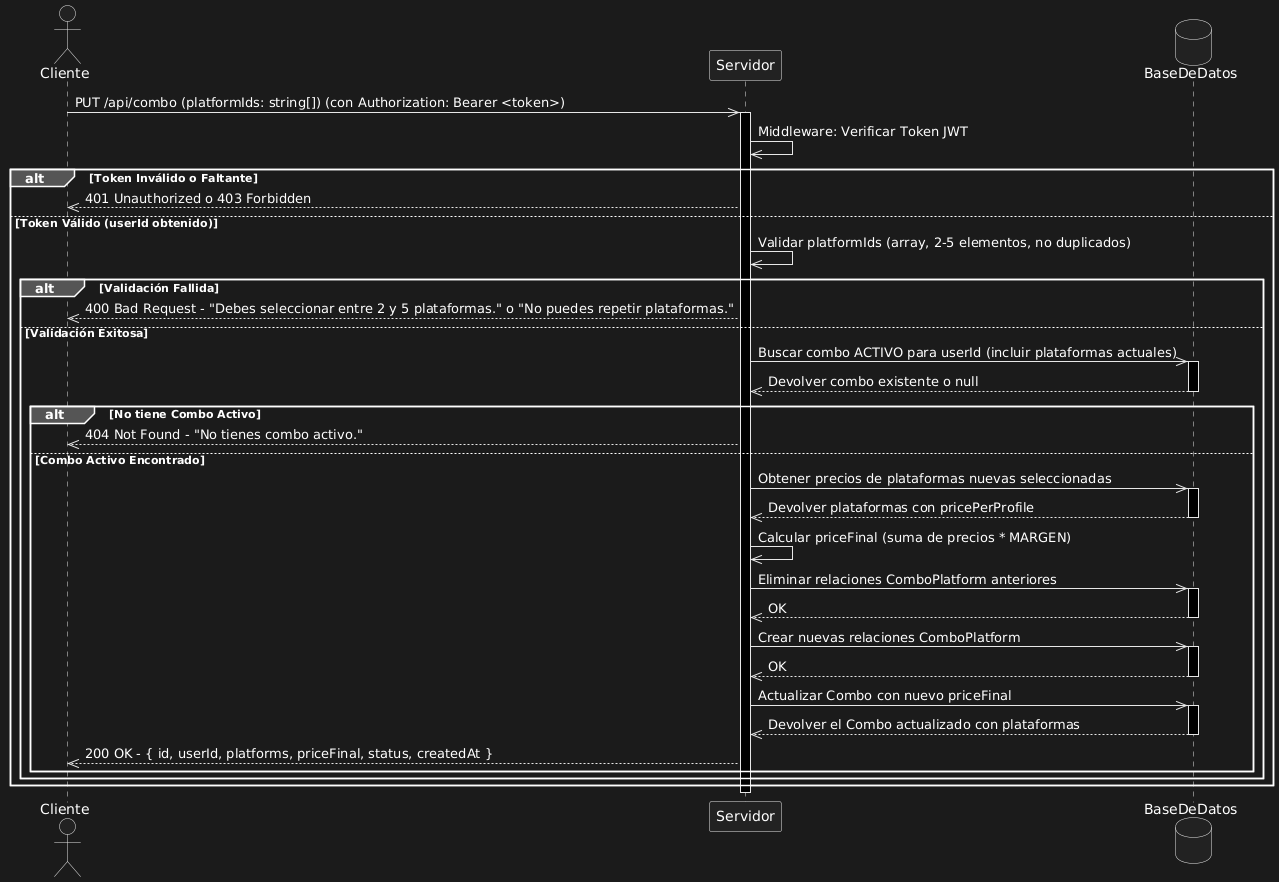 Cliente
Servidor
BaseDeDatos
PUT /api/combo (platformIds: string[]) (con Authorization: Bearer <token>)
Middleware: Verificar Token JWT
alt [Token Inválido o Faltante]
401 Unauthorized o 403 Forbidden
[Token Válido (userId obtenido)]
Validar platformIds (array, 2-5 elementos, no duplicados)
alt [Validación Fallida]
400 Bad Request - "Debes seleccionar entre 2 y 5 plataformas." o "No puedes repetir plataformas."
[Validación Exitosa]
Buscar combo ACTIVO para userId (incluir plataformas actuales)
Devolver combo existente o null
alt [No tiene Combo Activo]
404 Not Found - "No tienes combo activo."
[Combo Activo Encontrado]
Obtener precios de plataformas nuevas seleccionadas
Devolver plataformas con pricePerProfile
Calcular priceFinal (suma de precios * MARGEN)
Eliminar relaciones ComboPlatform anteriores
OK
Crear nuevas relaciones ComboPlatform
OK
Actualizar Combo con nuevo priceFinal
Devolver el Combo actualizado con plataformas
200 OK - { id, userId, platforms, priceFinal, status, createdAt }
Cliente
Servidor
BaseDeDatos